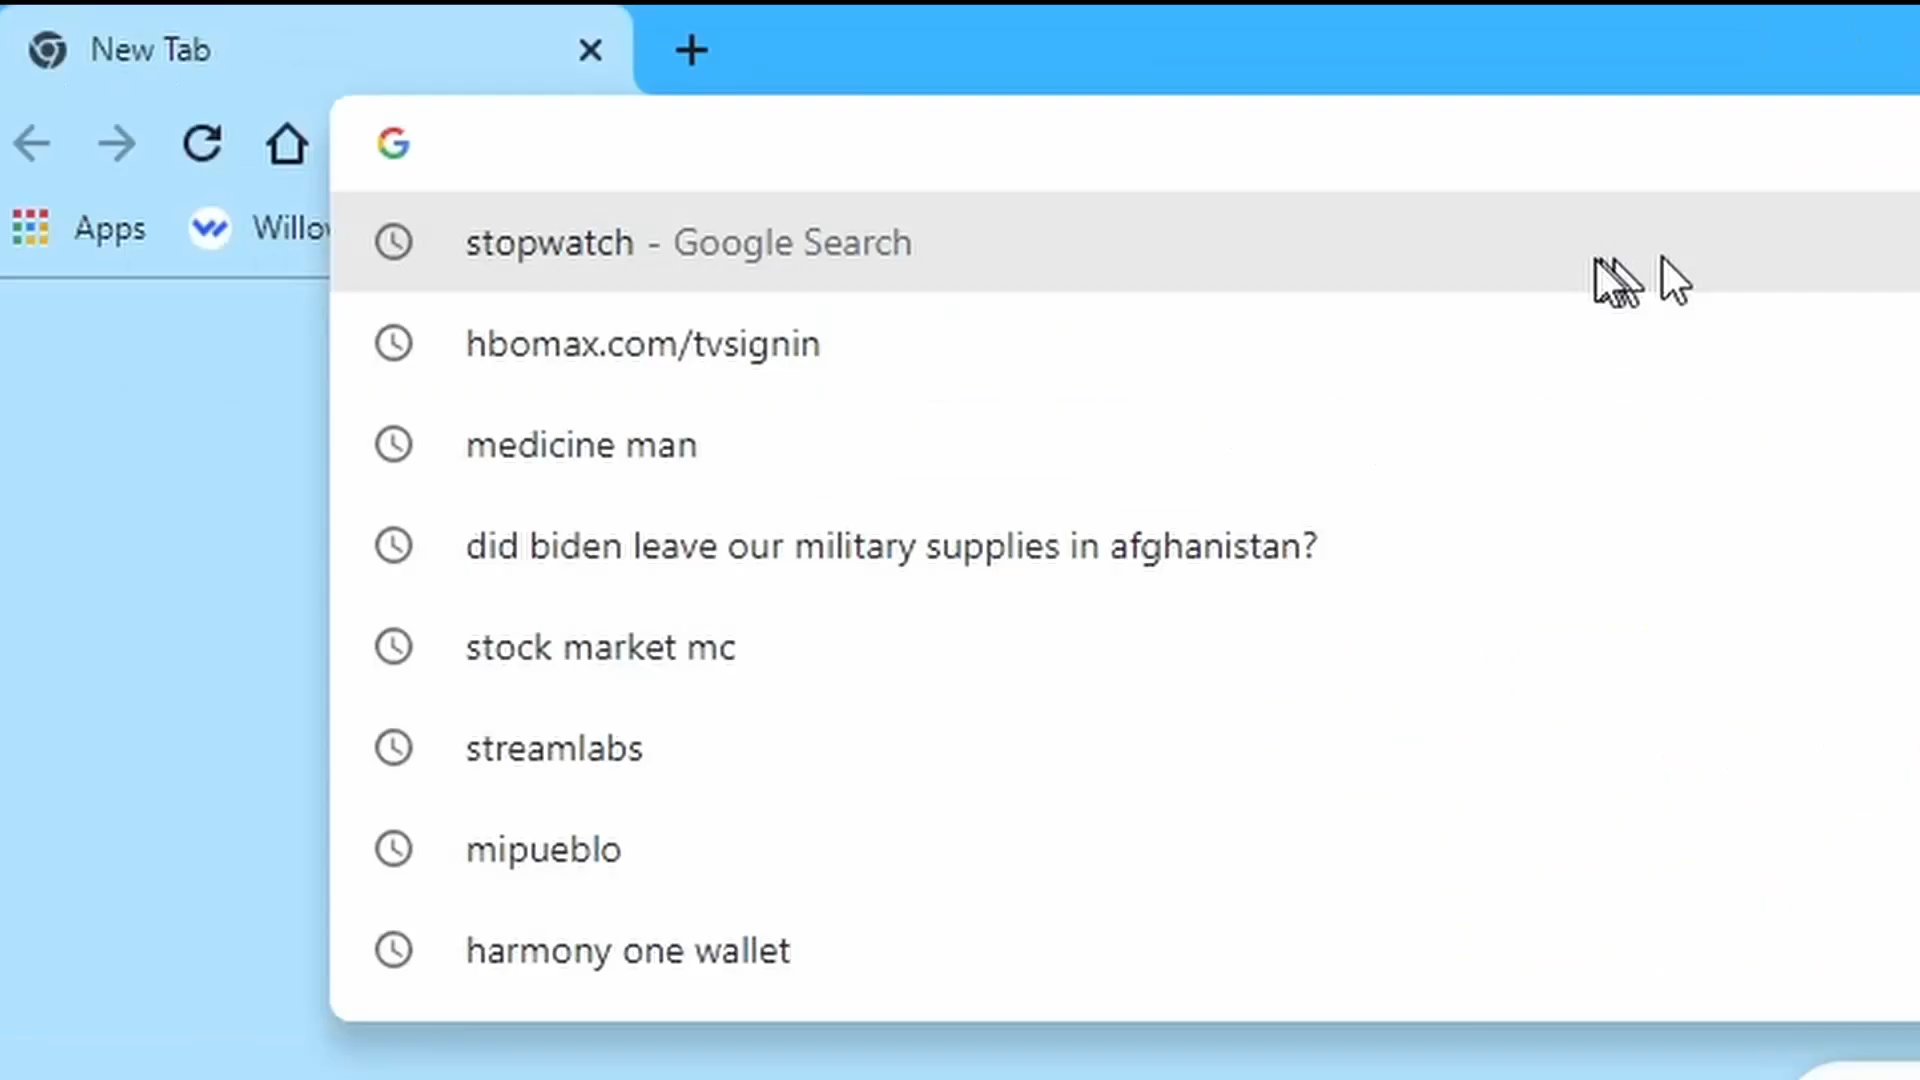 New Tab
Apps Willow
stopwatch - Google Search
hbomax.com/tvsignin
medicine man
did biden leave our military supplies in afghanistan?
stock market mc
streamlabs
mipueblo
harmony one wallet